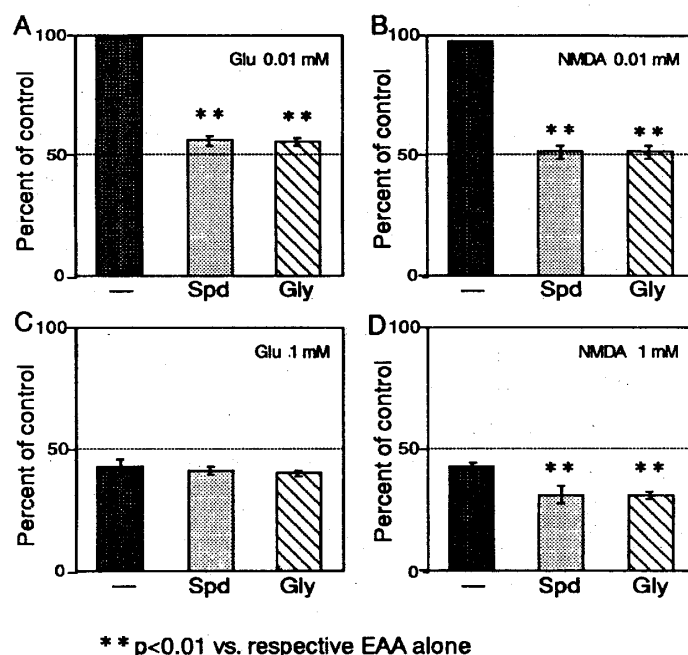 A
B
100
Glu 0.01 mM
Percent of control
**
**
50
0
—
Spd
Gly
100
NMDA 0.01 mM
Percent of control
**
**
50
0
—
Spd
Gly
C
D
100
Glu 1 mM
Percent of control
50
0
—
Spd
Gly
100
NMDA 1 mM
Percent of control
**
**
50
0
—
Spd
Gly
** p<0.01 vs. respective EAA alone